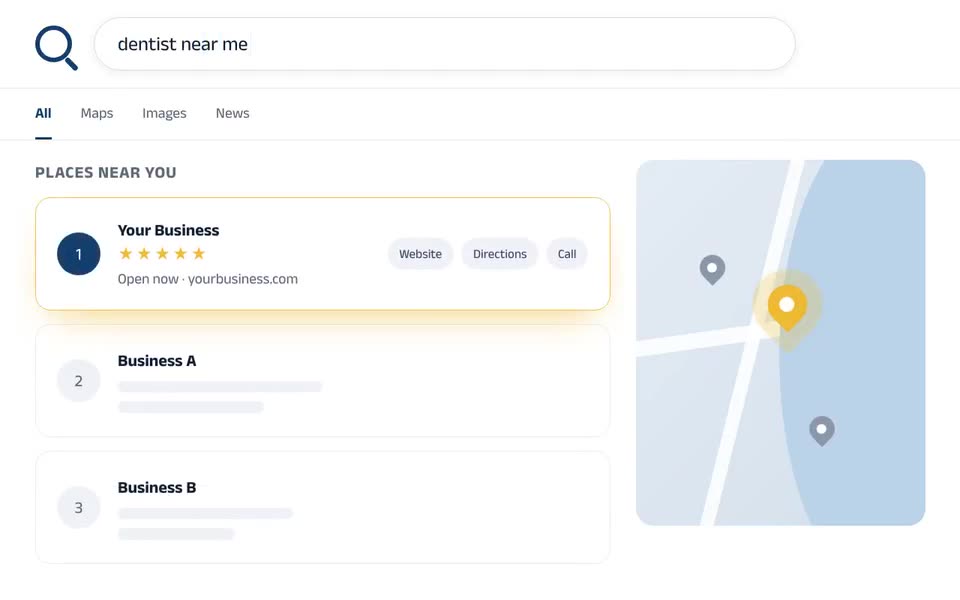 dentist near me
All Maps Images News
PLACES NEAR YOU
1
Your Business
Open now · yourbusiness.com
Website Directions Call
2
Business A
3
Business B